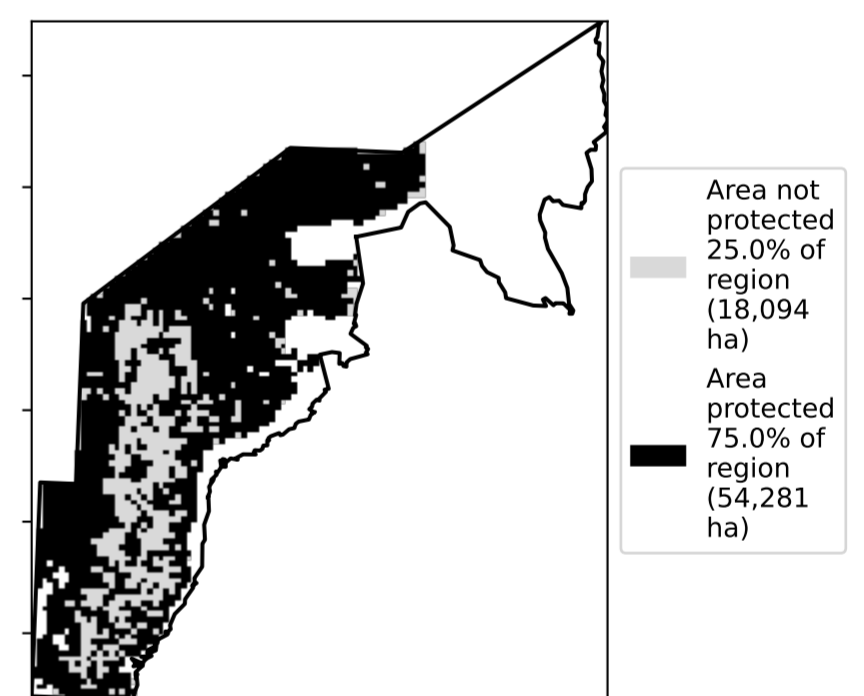 Area not
protected
25.0% of
region
(18,094
ha)
Area
protected
75.0% of
region
(54,281
ha)